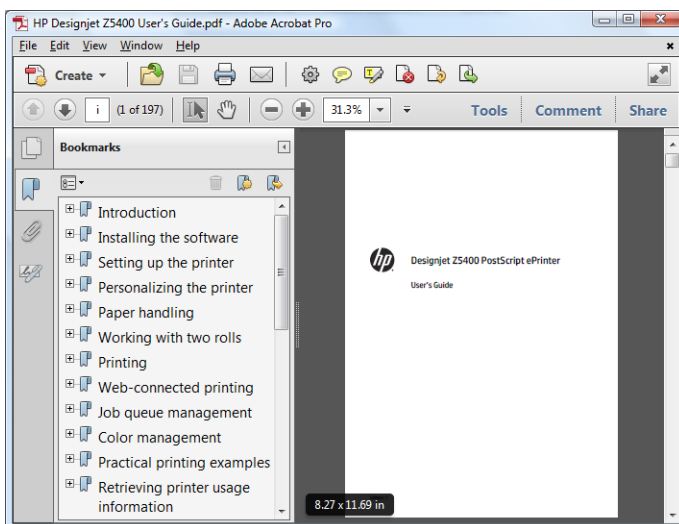 HP Designjet Z5400 User's Guide.pdf - Adobe Acrobat Pro
File Edit View Window Help
Create
i (1 of 197) 31.3% Tools Comment Share
Bookmarks
Introduction
Installing the software
Setting up the printer
Personalizing the printer
Paper handling
Working with two rolls
Printing
Web-connected printing
Job queue management
Color management
Practical printing examples
Retrieving printer usage
information
hp
Designjet Z5400 PostScript ePrinter
User's Guide
8.27 x 11.69 in